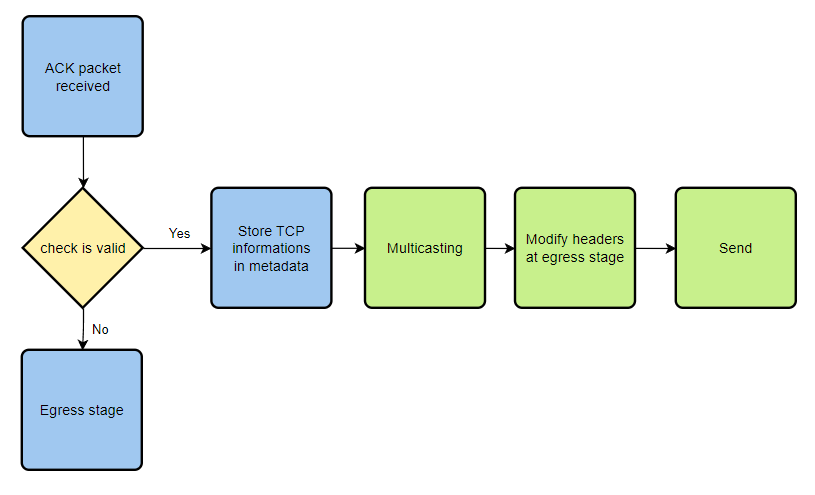 ACK packet
received
check is valid
Yes
Store TCP
informations
in metadata
Multicasting
Modify headers
at egress stage
Send
No
Egress stage